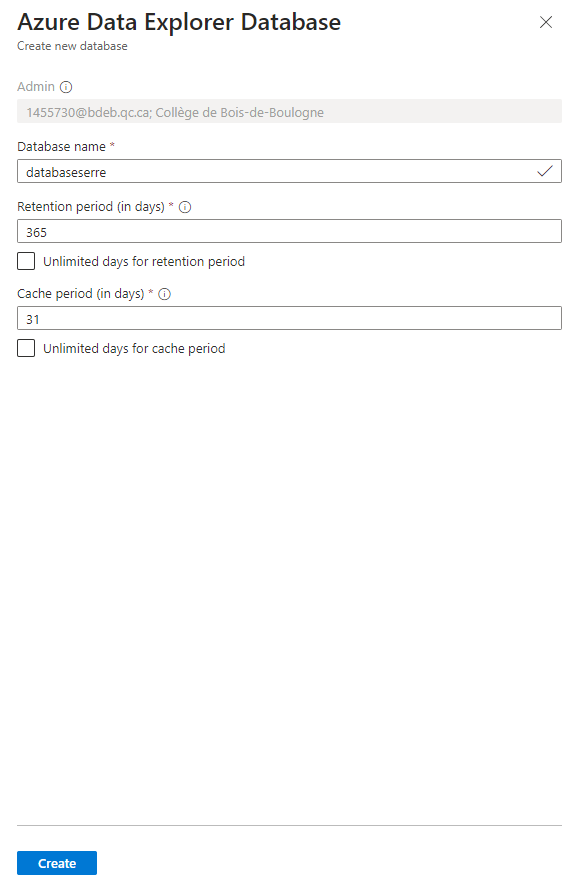 Azure Data Explorer Database
Create new database
Admin
1455730@bdeb.qc.ca; Collège de Bois-de-Boulogne
Database name *
databaseserre
Retention period (in days) *
365
Unlimited days for retention period
Cache period (in days) *
31
Unlimited days for cache period
Create